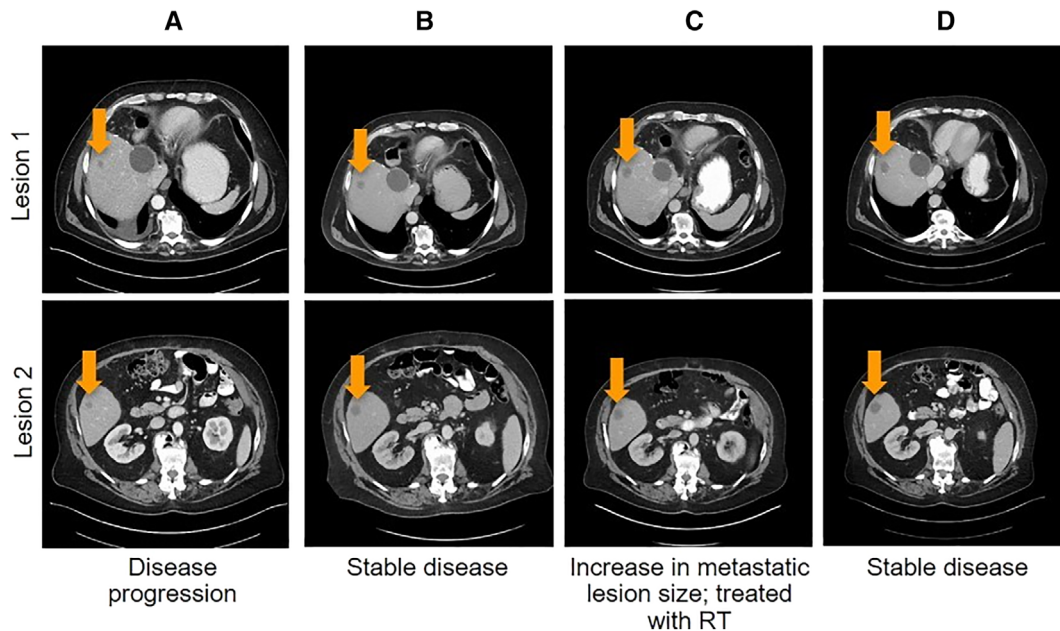 A
B
C
D
Lesion 1
Lesion 2
Disease
progression
Stable disease
Increase in metastatic
lesion size; treated
with RT
Stable disease